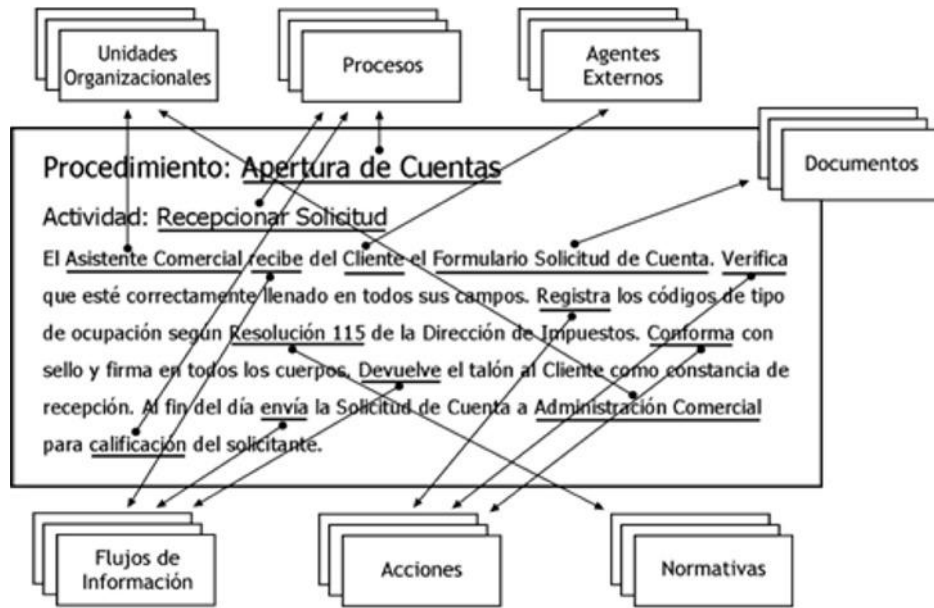 Unidades
Organizacionales
Procesos
Agentes
Externos
Documentos
Procedimiento: Apertura de Cuentas
Actividad: Recepcionar Solicitud
El Asistente Comercial recibe del Cliente el Formulario Solicitud de Cuenta. Verifica
que esté correctamente llenado en todos sus campos. Registra los códigos de tipo
de ocupación según Resolución 115 de la Dirección de Impuestos. Conforma con
sello y firma en todos los cuerpos. Devuelve el talón al Cliente como constancia de
recepción. Al fin del día envía la Solicitud de Cuenta a Administración Comercial
para calificación del solicitante.
Flujos de
Información
Acciones
Normativas